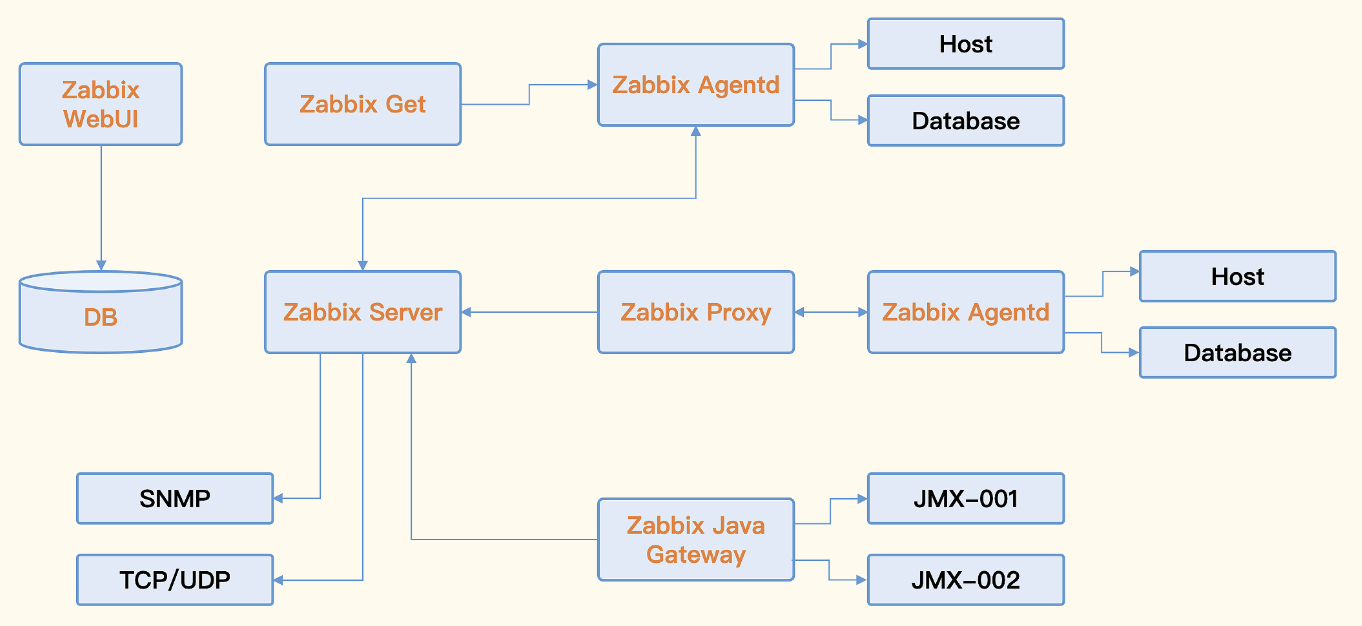 Host
Zabbix
WebUI
Zabbix Get
Zabbix Agentd
Database
DB
Zabbix Server
Zabbix Proxy
Zabbix Agentd
Host
Database
SNMP
TCP/UDP
Zabbix Java
Gateway
JMX-001
JMX-002